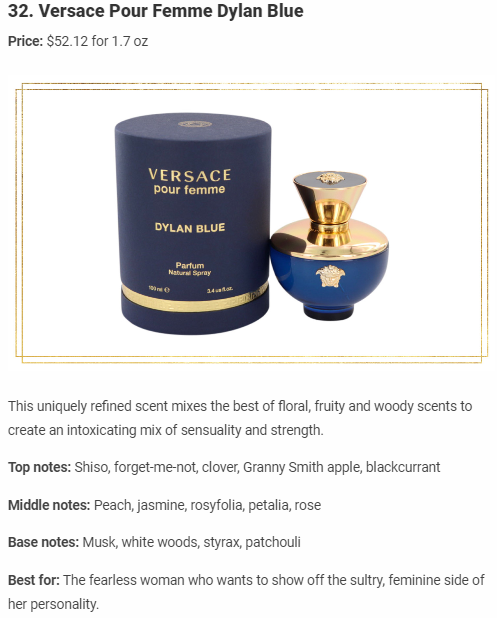 32. Versace Pour Femme Dylan Blue
Price: $52.12 for 1.7 oz
VERSACE
pour femme
DYLAN BLUE
Parfum
Natural Spray
100 ml ℮ 3.4 us fl.oz.
This uniquely refined scent mixes the best of floral, fruity and woody scents to
create an intoxicating mix of sensuality and strength.
Top notes: Shiso, forget-me-not, clover, Granny Smith apple, blackcurrant
Middle notes: Peach, jasmine, rosyfolia, petalia, rose
Base notes: Musk, white woods, styrax, patchouli
Best for: The fearless woman who wants to show off the sultry, feminine side of
her personality.